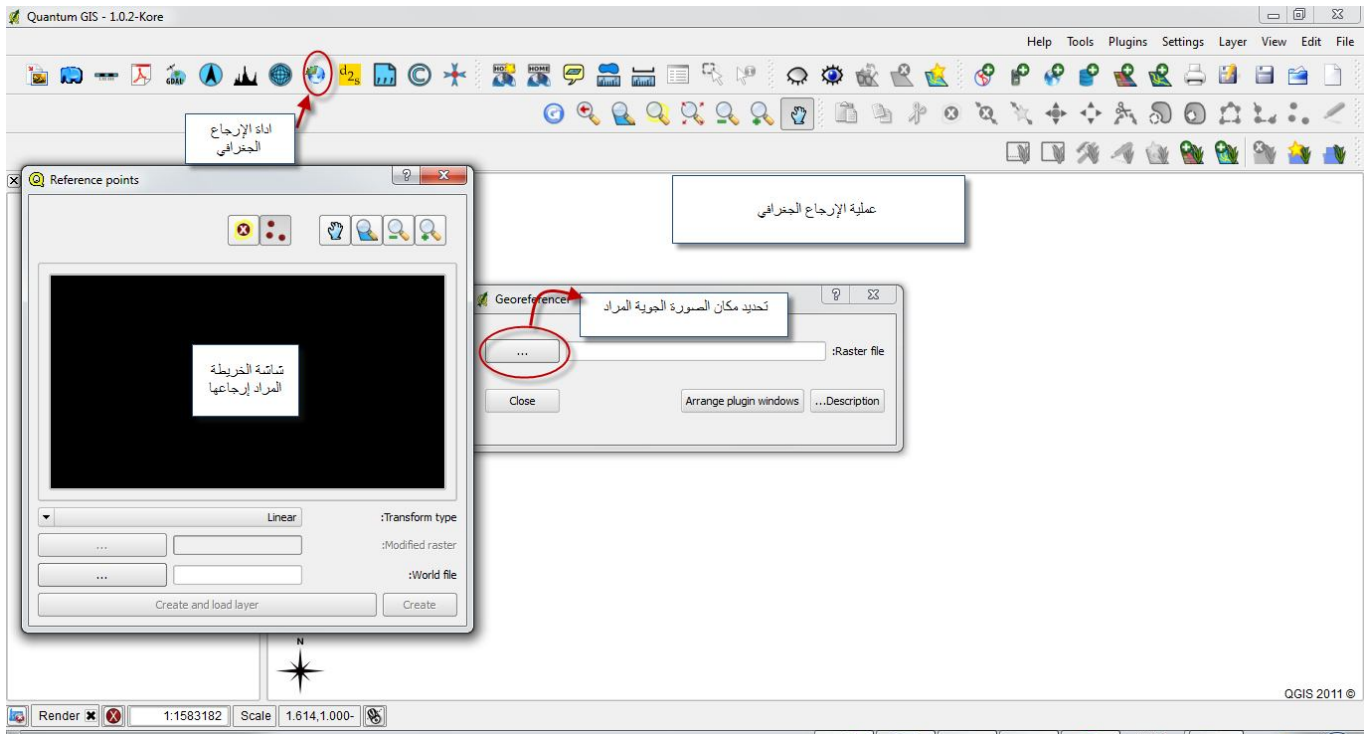 Quantum GIS - 1.0.2-Kore
Help Tools Plugins Settings Layer View Edit File
اداة الإرجاع
الجغرافي
Reference points
عملية الإرجاع الجغرافي
Georeferencer
تحديد مكان الصورة الجوية المراد
...
:Raster file
Close
Arrange plugin windows
...Description
شاشة الخريطة
المراد إرجاعها
Linear
:Transform type
...
:Modified raster
...
:World file
Create and load layer
Create
N
QGIS 2011 ©
Render
1:1583182
Scale
1.614,1.000-